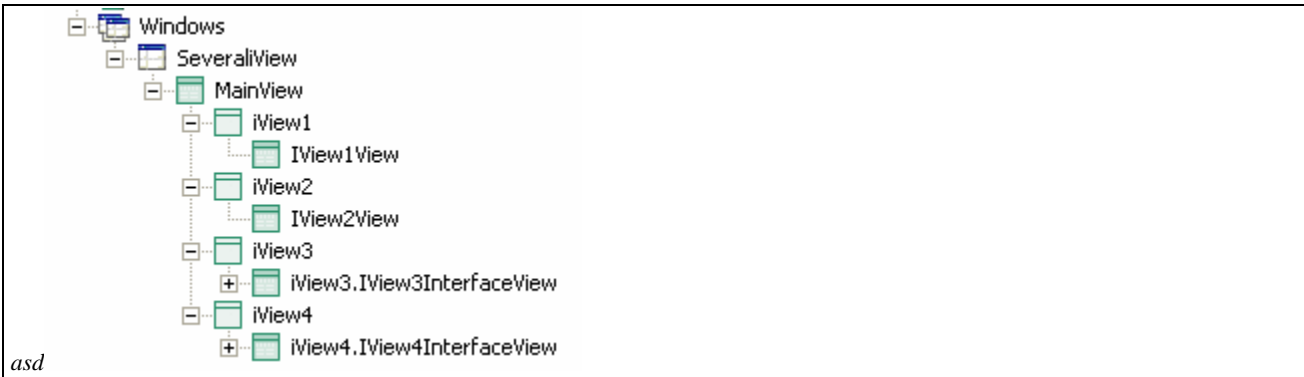 Windows
SeveraliView
MainView
iView1
IView1View
iView2
IView2View
iView3
iView3.IView3InterfaceView
iView4
iView4.IView4InterfaceView
asd